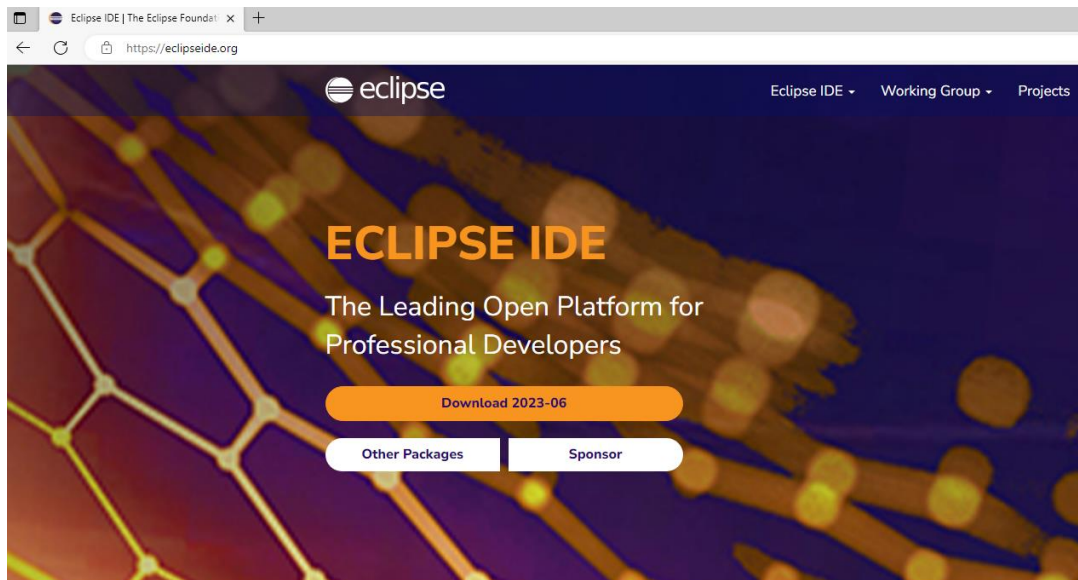 Eclipse IDE | The Eclipse Foundat
https://eclipseide.org
eclipse
Eclipse IDE
Working Group
Projects
ECLIPSE IDE
The Leading Open Platform for
Professional Developers
Download 2023-06
Other Packages
Sponsor